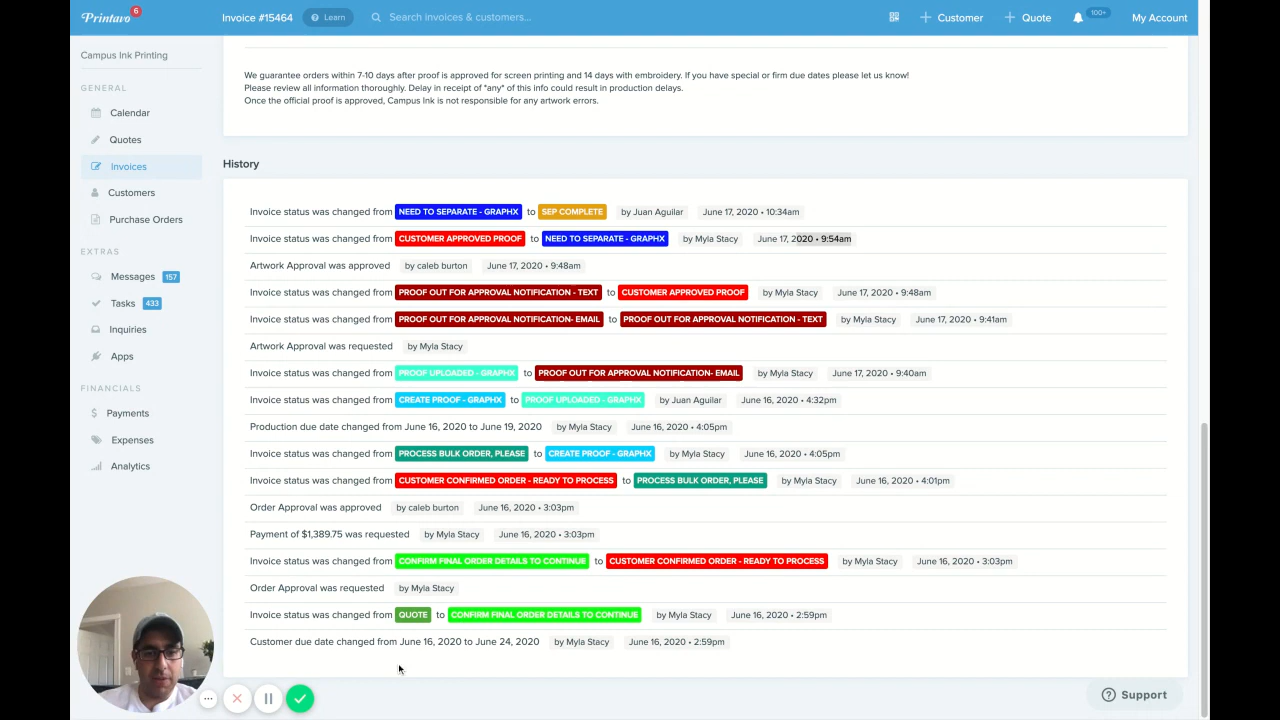 Printavo 6 Invoice #15464 Learn Search invoices & customers... Customer Quote 100+ My Account
Campus Ink Printing
GENERAL
Calendar
Quotes
Invoices
Customers
Purchase Orders
EXTRAS
Messages 157
Tasks 433
Inquiries
Apps
FINANCIALS
Payments
Expenses
Analytics
We guarantee orders within 7-10 days after proof is approved for screen printing and 14 days with embroidery. If you have special or firm due dates please let us know!
Please review all information thoroughly. Delay in receipt of *any* of this info could result in production delays.
Once the official proof is approved, Campus Ink is not responsible for any artwork errors.
History
Invoice status was changed from NEED TO SEPARATE - GRAPHX to SEP COMPLETE by Juan Aguilar June 17, 2020 • 10:34am
Invoice status was changed from CUSTOMER APPROVED PROOF to NEED TO SEPARATE - GRAPHX by Myla Stacy June 17, 2020 • 9:54am
Artwork Approval was approved by caleb burton June 17, 2020 • 9:48am
Invoice status was changed from PROOF OUT FOR APPROVAL NOTIFICATION - TEXT to CUSTOMER APPROVED PROOF by Myla Stacy June 17, 2020 • 9:48am
Invoice status was changed from PROOF OUT FOR APPROVAL NOTIFICATION- EMAIL to PROOF OUT FOR APPROVAL NOTIFICATION - TEXT by Myla Stacy June 17, 2020 • 9:41am
Artwork Approval was requested by Myla Stacy
Invoice status was changed from PROOF UPLOADED - GRAPHX to PROOF OUT FOR APPROVAL NOTIFICATION- EMAIL by Myla Stacy June 17, 2020 • 9:40am
Invoice status was changed from CREATE PROOF - GRAPHX to PROOF UPLOADED - GRAPHX by Juan Aguilar June 16, 2020 • 4:32pm
Production due date changed from June 16, 2020 to June 19, 2020 by Myla Stacy June 16, 2020 • 4:05pm
Invoice status was changed from PROCESS BULK ORDER, PLEASE to CREATE PROOF - GRAPHX by Myla Stacy June 16, 2020 • 4:05pm
Invoice status was changed from CUSTOMER CONFIRMED ORDER - READY TO PROCESS to PROCESS BULK ORDER, PLEASE by Myla Stacy June 16, 2020 • 4:01pm
Order Approval was approved by caleb burton June 16, 2020 • 3:03pm
Payment of $1,389.75 was requested by Myla Stacy June 16, 2020 • 3:03pm
Invoice status was changed from CONFIRM FINAL ORDER DETAILS TO CONTINUE to CUSTOMER CONFIRMED ORDER - READY TO PROCESS by Myla Stacy June 16, 2020 • 3:03pm
Order Approval was requested by Myla Stacy
Invoice status was changed from QUOTE to CONFIRM FINAL ORDER DETAILS TO CONTINUE by Myla Stacy June 16, 2020 • 2:59pm
Customer due date changed from June 16, 2020 to June 24, 2020 by Myla Stacy June 16, 2020 • 2:59pm
Support